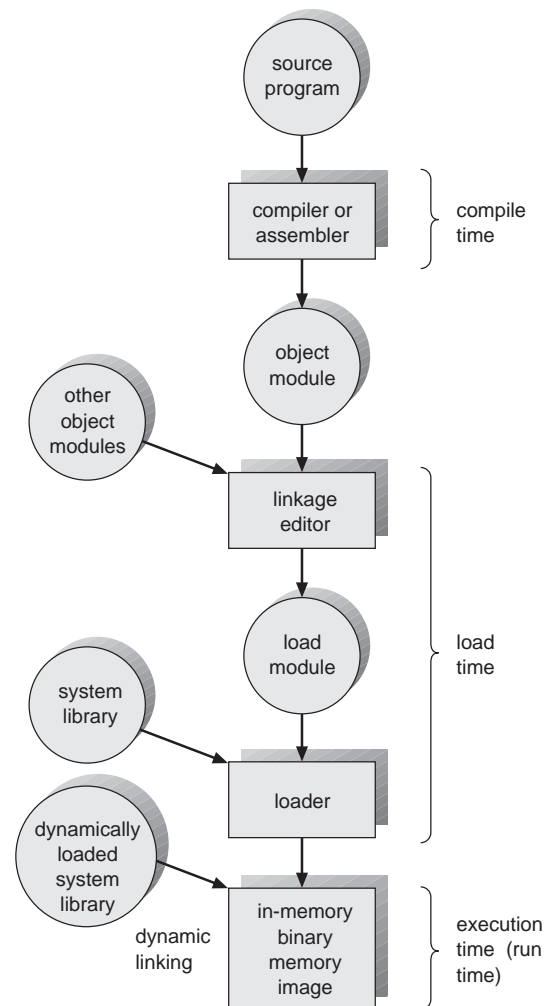 source
program
compiler or
assembler
compile
time
object
module
other
object
modules
linkage
editor
load
module
load
time
system
library
loader
dynamically
loaded
system
library
dynamic
linking
in-memory
binary
memory
image
execution
time (run
time)